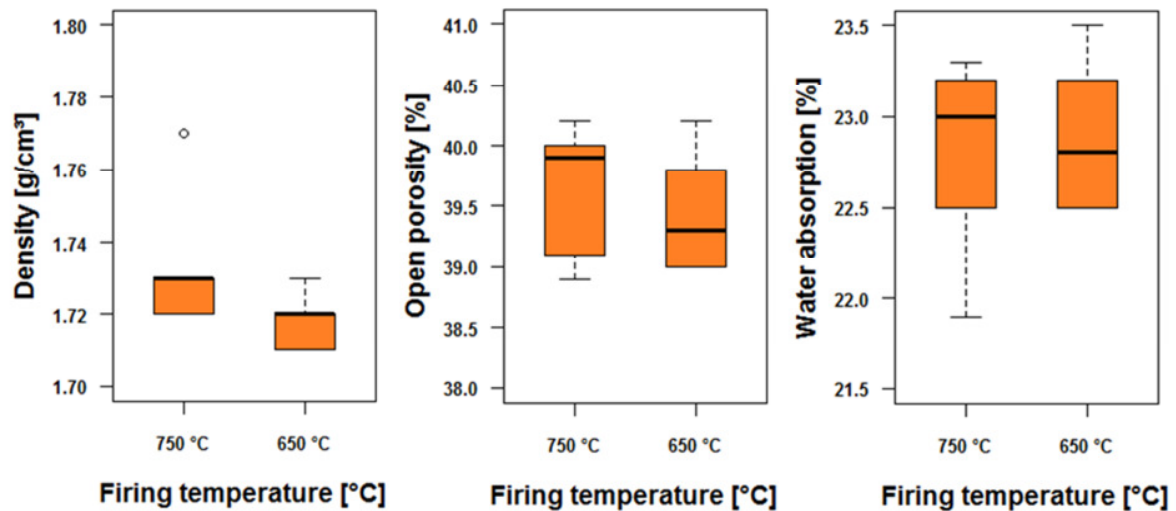 Density [g/cm³]
1.80
1.78
1.76
1.74
1.72
1.70
750 °C 650 °C
Firing temperature [°C]
Open porosity [%]
41.0
40.5
40.0
39.5
39.0
38.5
38.0
750 °C 650 °C
Firing temperature [°C]
Water absorption [%]
23.5
23.0
22.5
22.0
21.5
750 °C 650 °C
Firing temperature [°C]